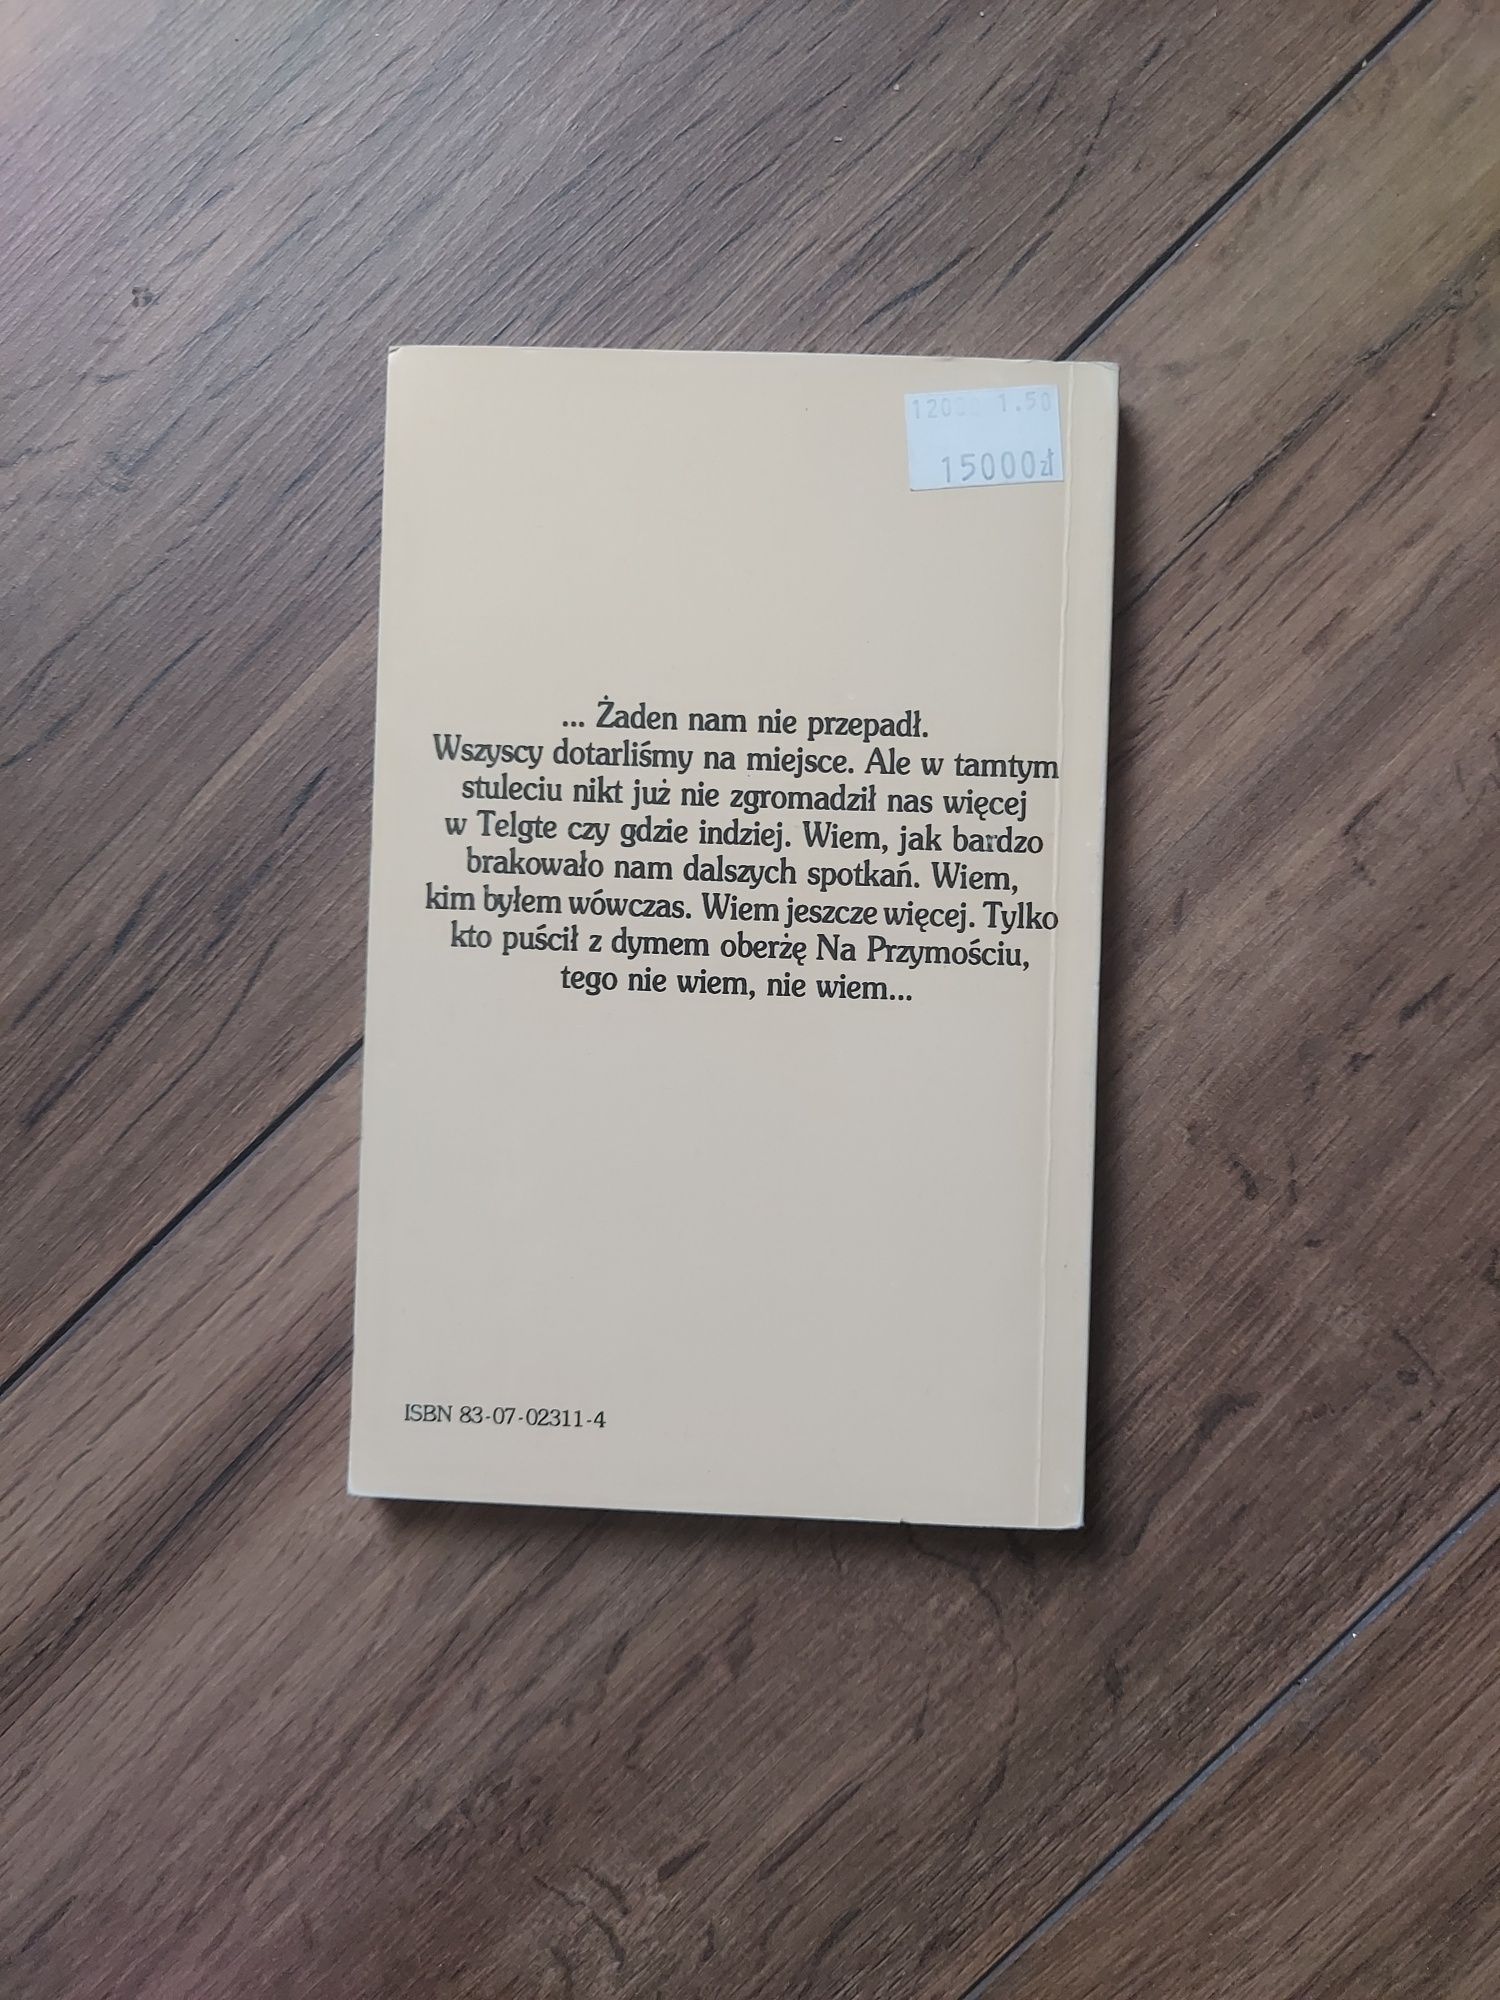 1.50
15000zł
... Żaden nam nie przepadł.
Wszyscy dotarliśmy na miejsce. Ale w tamtym
stuleciu nikt już nie zgromadził nas więcej
w Telgte czy gdzie indziej. Wiem, jak bardzo
brakowało nam dalszych spotkań. Wiem,
kim byłem wówczas. Wiem jeszcze więcej. Tylko
kto puścił z dymem oberżę Na Przymościu,
tego nie wiem, nie wiem...
ISBN 83-07-02311-4